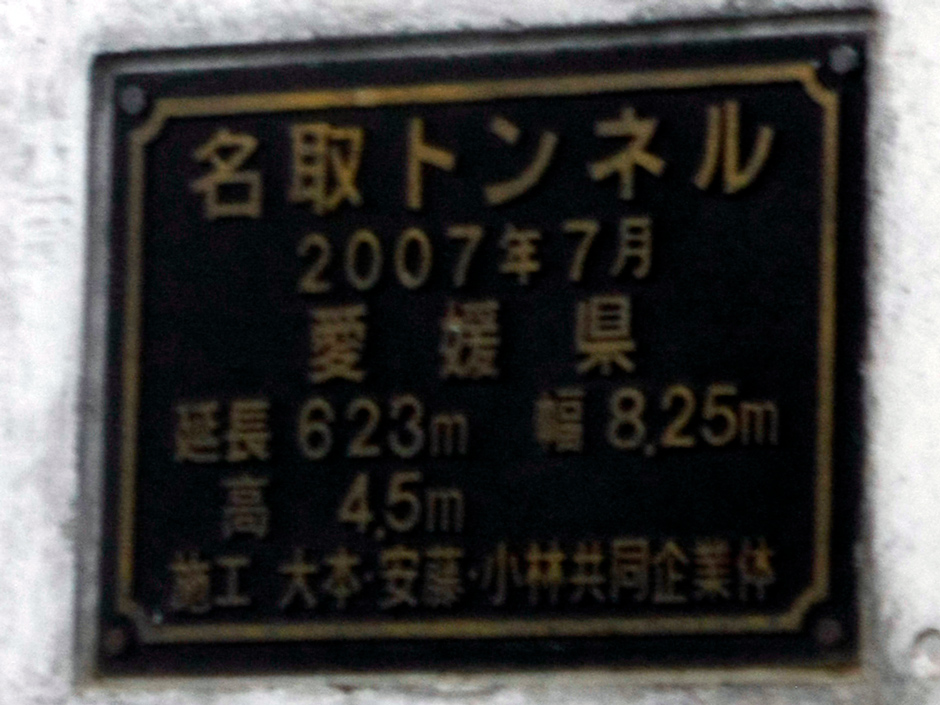 名取トンネル
2007年7月
愛媛県
延長 623m 幅 8.25m
高 4.5m
施工 大本・安藤・小林共同企業体